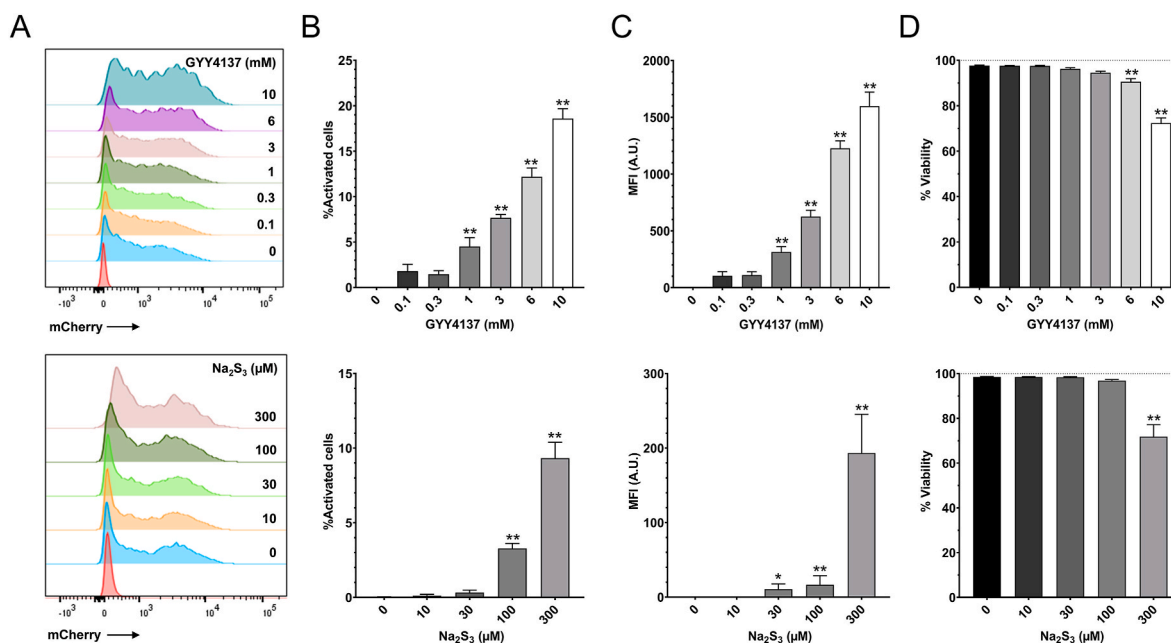 A
B
C
D
GYY4137 (mM)
10
6
3
1
0.3
0.1
0
-10³ 0 10³ 10⁴ 10⁵
mCherry
%Activated cells
25
20
15
10
5
0
** ** ** **
0 0.1 0.3 1 3 6 10
GYY4137 (mM)
MFI (A.U.)
2000
1500
1000
500
0
** ** ** **
0 0.1 0.3 1 3 6 10
GYY4137 (mM)
% Viability
100
80
60
40
20
0
** **
0 0.1 0.3 1 3 6 10
GYY4137 (mM)
Na₂S₃ (µM)
300
100
30
10
0
-10³ 0 10³ 10⁴ 10⁵
mCherry
%Activated cells
15
10
5
0
** **
0 10 30 100 300
Na₂S₃ (µM)
MFI (A.U.)
300
200
100
0
* ** **
0 10 30 100 300
Na₂S₃ (µM)
% Viability
100
80
60
40
20
0
**
0 10 30 100 300
Na₂S₃ (µM)